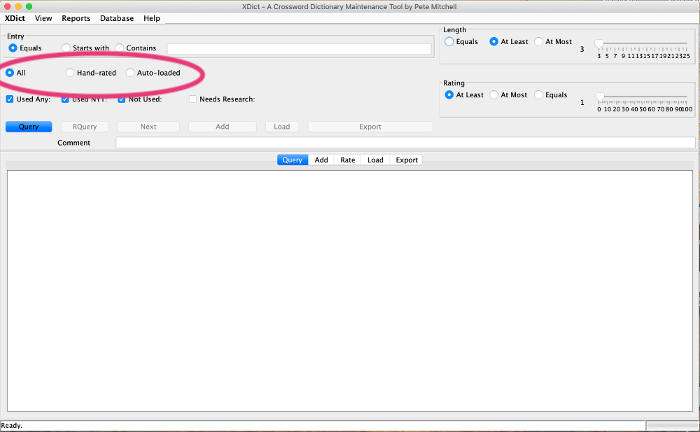 XDict - A Crossword Dictionary Maintenance Tool by Pete Mitchell
XDict View Reports Database Help
Entry
Equals Starts with Contains
All Hand-rated Auto-loaded
Used Any: Used NYT: Not Used: Needs Research:
Query RQuery Next Add Load Export
Comment
Length
Equals At Least At Most 3
3 5 7 9 11 13 15 17 19 21 23 25
Rating
At Least At Most Equals 1
0 10 20 30 40 50 60 70 80 90 100
Query Add Rate Load Export
Ready.